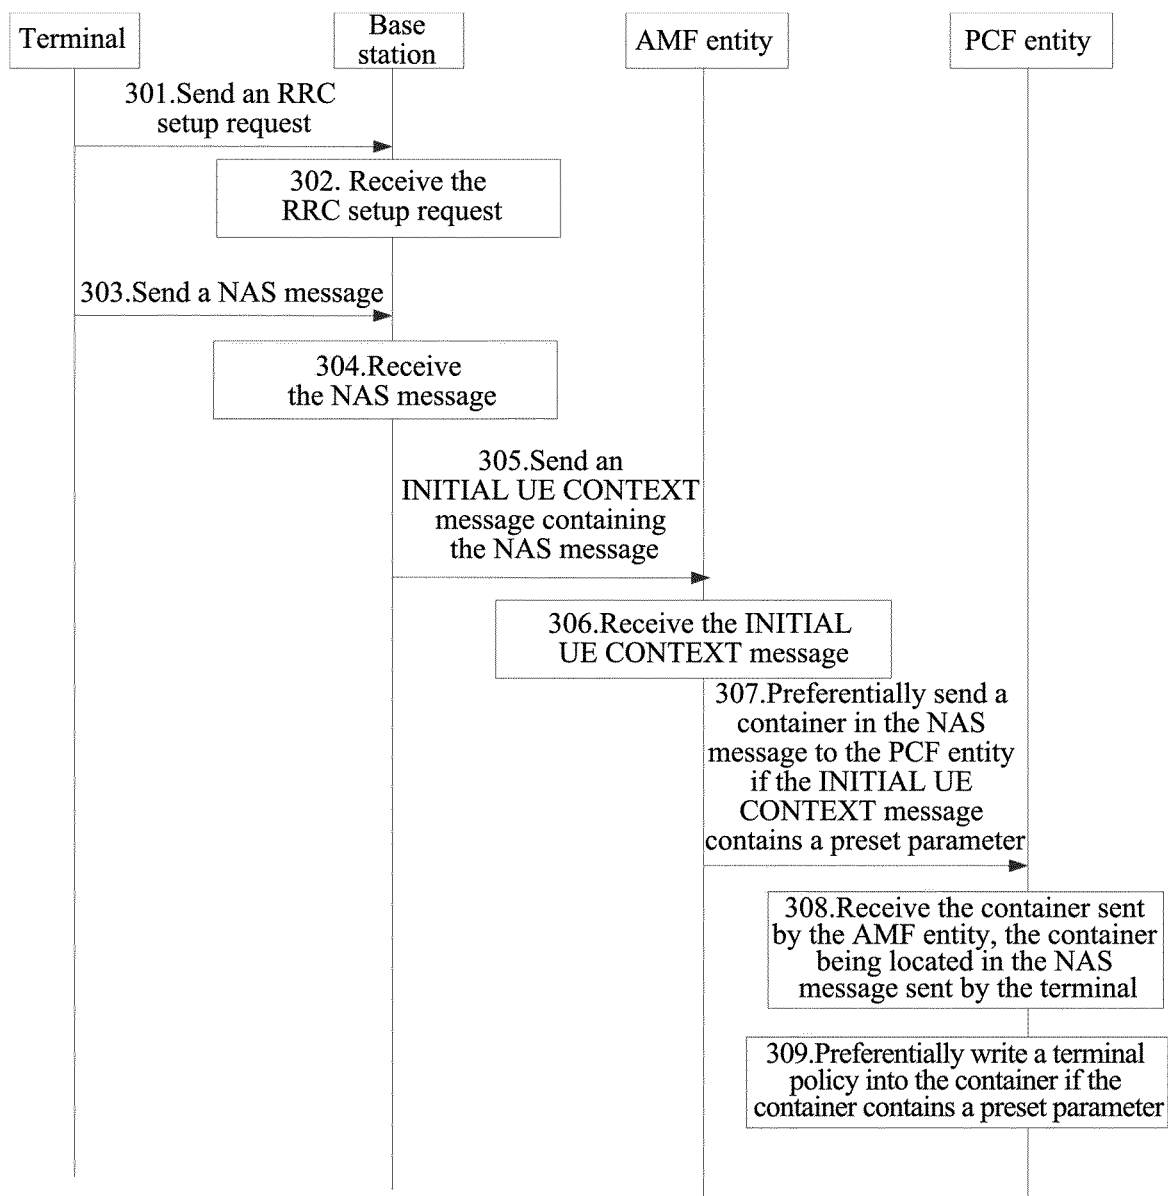 Terminal
Base
station
AMF entity
PCF entity
301.Send an RRC
setup request
302. Receive the
RRC setup request
303.Send a NAS message
304.Receive
the NAS message
305.Send an
INITIAL UE CONTEXT
message containing
the NAS message
306.Receive the INITIAL
UE CONTEXT message
307.Preferentially send a
container in the NAS
message to the PCF entity
if the INITIAL UE
CONTEXT message
contains a preset parameter
308.Receive the container sent
by the AMF entity, the container
being located in the NAS
message sent by the terminal
309.Preferentially write a terminal
policy into the container if the
container contains a preset parameter